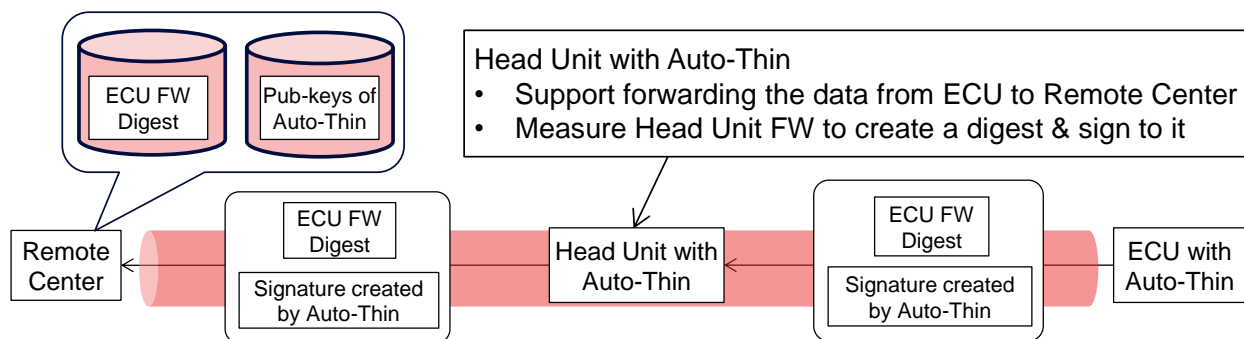 ECU FW
Digest
Pub-keys of
Auto-Thin
Head Unit with Auto-Thin
• Support forwarding the data from ECU to Remote Center
• Measure Head Unit FW to create a digest & sign to it
Remote
Center
ECU FW
Digest
Signature created
by Auto-Thin
Head Unit with
Auto-Thin
ECU FW
Digest
Signature created
by Auto-Thin
ECU with
Auto-Thin